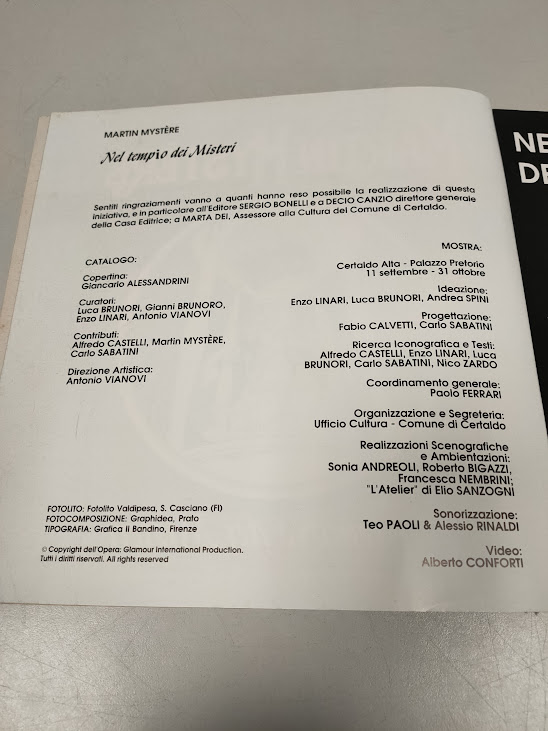 MARTIN MYSTÈRE
Nel tempio dei Misteri
Sentiti ringraziamenti vanno a quanti hanno reso possibile la realizzazione di questa
iniziativa, e in particolare all'Editore SERGIO BONELLI e a DECIO CANZIO direttore generale
della Casa Editrice; a MARTA DEI, Assessore alla Cultura del Comune di Certaldo.
CATALOGO:
Copertina:
Giancarlo ALESSANDRINI
Curatori:
Luca BRUNORI, Gianni BRUNORO,
Enzo LINARI, Antonio VIANOVI
Contributi:
Alfredo CASTELLI, Martin MYSTÈRE,
Carlo SABATINI
Direzione Artistica:
Antonio VIANOVI
FOTOLITO: Fotolito Valdipesa, S. Casciano (FI)
FOTOCOMPOSIZIONE: Graphidea, Prato
TIPOGRAFIA: Grafica Il Bandino, Firenze
© Copyright dell'Opera: Glamour International Production.
Tutti i diritti riservati. All rights reserved
MOSTRA:
Certaldo Alta - Palazzo Pretorio
11 settembre - 31 ottobre
Ideazione:
Enzo LINARI, Luca BRUNORI, Andrea SPINI
Progettazione:
Fabio CALVETTI, Carlo SABATINI
Ricerca Iconografica e Testi:
Alfredo CASTELLI, Enzo LINARI, Luca
BRUNORI, Carlo SABATINI, Nico ZARDO
Coordinamento generale:
Paolo FERRARI
Organizzazione e Segreteria:
Ufficio Cultura - Comune di Certaldo
Realizzazioni Scenografiche
e Ambientazioni:
Sonia ANDREOLI, Roberto BIGAZZI,
Francesca NEMBRINI;
"L'Atelier" di Elio SANZOGNI
Sonorizzazione:
Teo PAOLI & Alessio RINALDI
Video:
Alberto CONFORTI
NE
DE